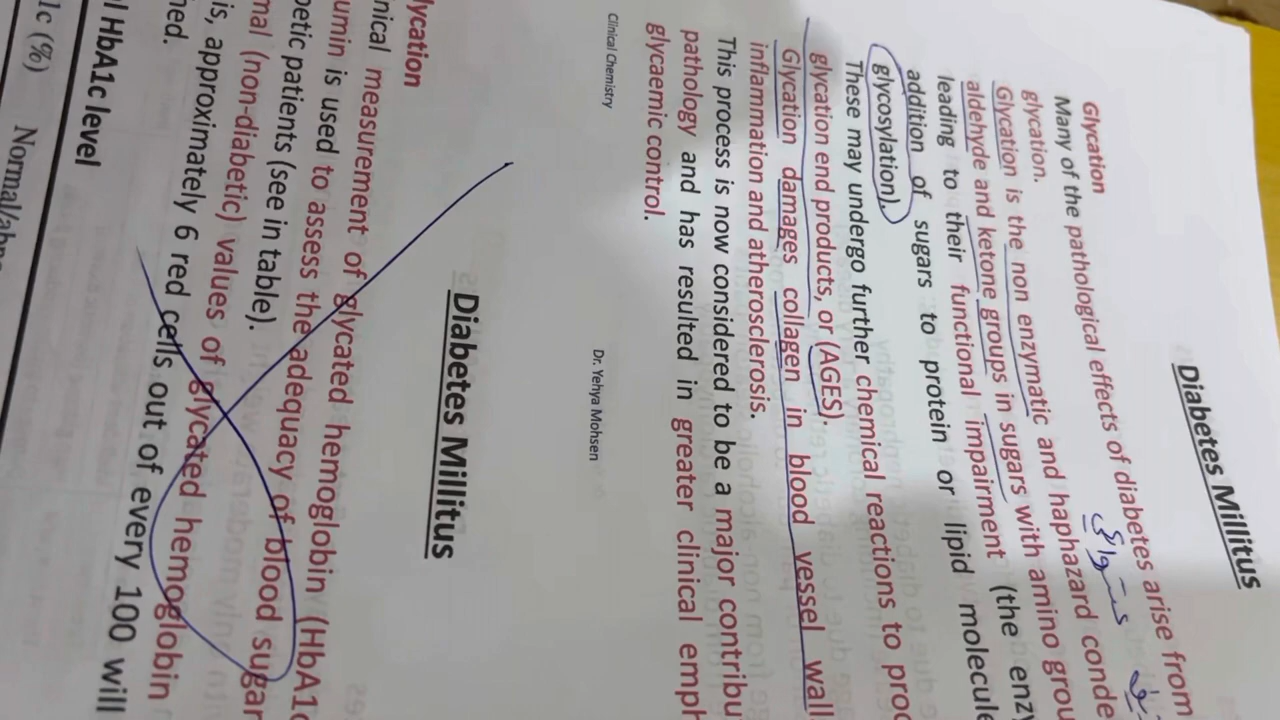 Diabetes Millitus
Glycation
Many of the pathological effects of diabetes arise from
glycation.
Glycation is the non enzymatic and haphazard conde
aldehyde and ketone groups in sugars with amino grou
leading to their functional impairment (the enzy
addition of sugars to protein or lipid molecule
glycosylation).
These may undergo further chemical reactions to proc
glycation end products, or (AGES).
Glycation damages collagen in blood vessel wall
inflammation and atherosclerosis.
This process is now considered to be a major contribu
pathology and has resulted in greater clinical emph
glycaemic control.
Clinical Chemistry
Dr. Yehya Mohsen
Diabetes Millitus
lycation
nical measurement of glycated hemoglobin (HbA1c
umin is used to assess the adequacy of blood sugar
betic patients (see in table).
mal (non-diabetic) values of glycated hemoglobin
is, approximately 6 red cells out of every 100 will
ned.
l HbA1c level
1c (%) Normal/abno